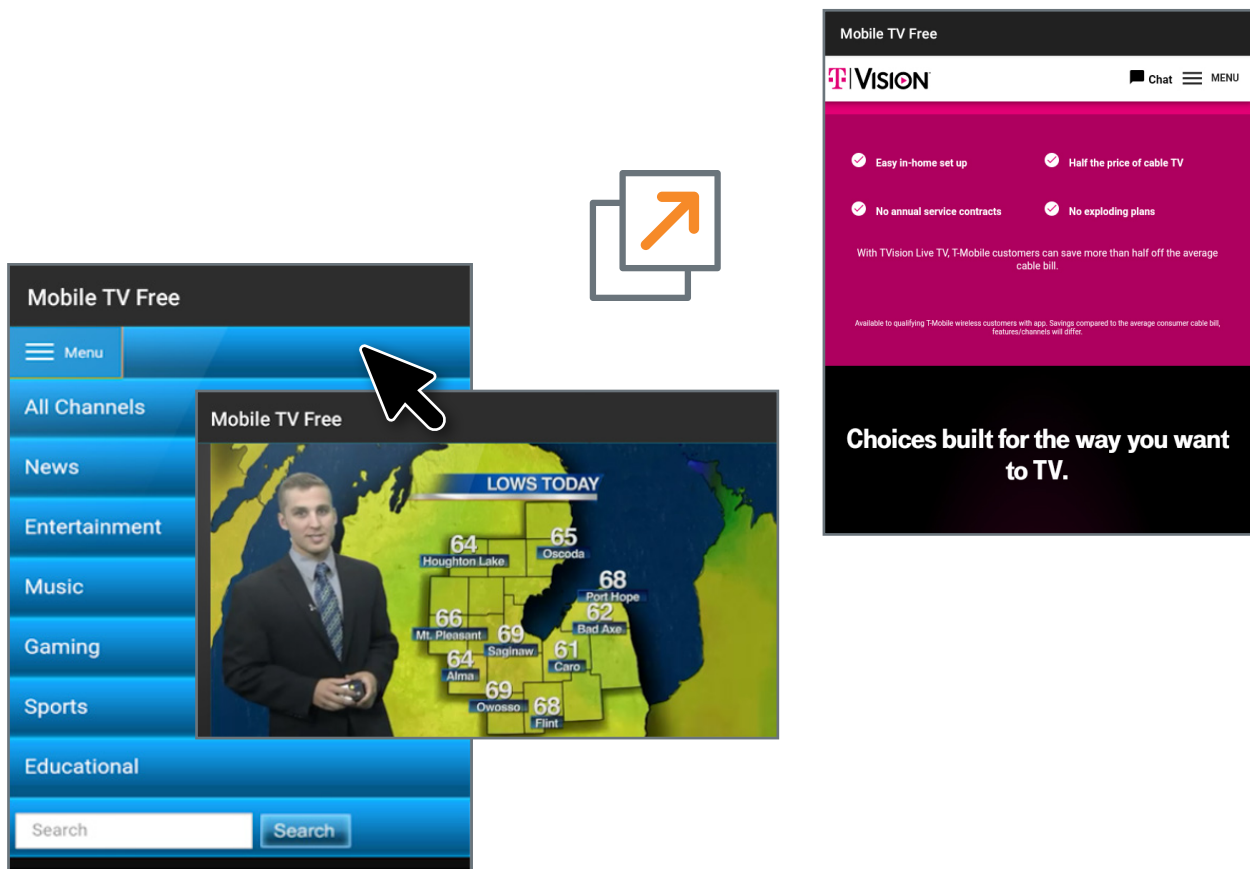 Mobile TV Free
T VISION
Chat MENU
Easy in-home set up
Half the price of cable TV
No annual service contracts
No exploding plans
With TVision Live TV, T-Mobile customers can save more than half off the average
cable bill.
Available to qualifying T-Mobile wireless customers with app. Savings compared to the average consumer cable bill,
features/channels will differ.
Choices built for the way you want
to TV.
Mobile TV Free
Menu
All Channels
News
Entertainment
Music
Gaming
Sports
Educational
Search
Search
Mobile TV Free
LOWS TODAY
64
Houghton Lake
65
Oscoda
68
Port Hope
66
Mt. Pleasant
62
Bad Axe
69
Saginaw
61
Caro
64
Alma
69
Owosso
68
Flint